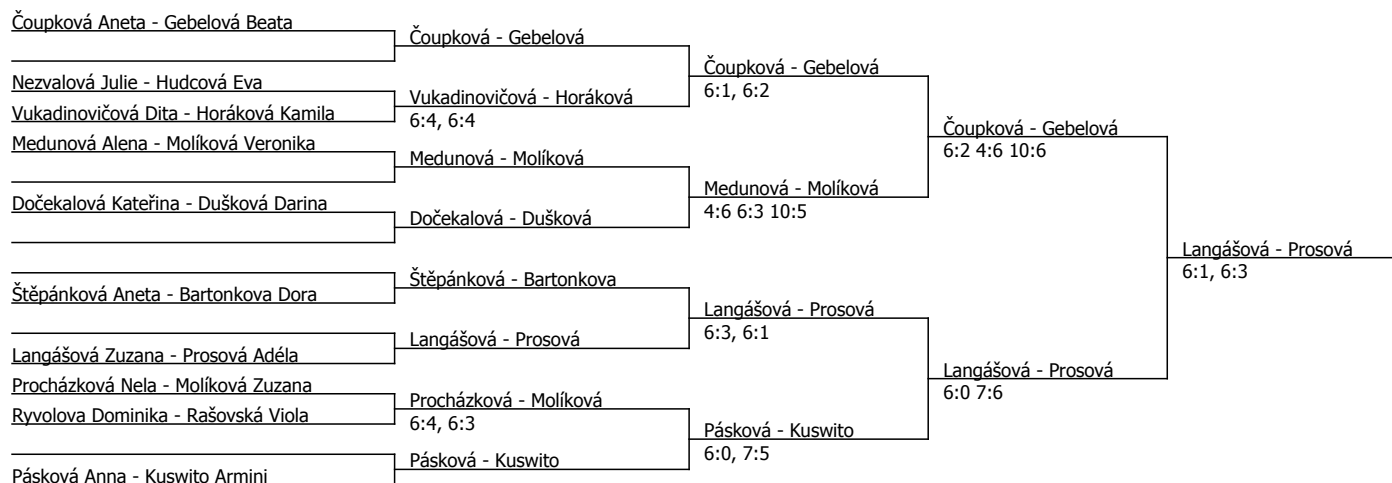 Čoupková Aneta - Gebelová Beata
Nezvalová Julie - Hudcová Eva
Vukadinovičová Dita - Horáková Kamila
Medunová Alena - Molíková Veronika
Dočekalová Kateřina - Dušková Darina
Štěpánková Aneta - Bartonkova Dora
Langášová Zuzana - Prosová Adéla
Procházková Nela - Molíková Zuzana
Ryvolova Dominika - Rašovská Viola
Pásková Anna - Kuswito Armini
Čoupková - Gebelová
Vukadinovičová - Horáková
6:4, 6:4
Medunová - Molíková
Dočekalová - Dušková
Štěpánková - Bartonkova
Langášová - Prosová
Procházková - Molíková
6:4, 6:3
Pásková - Kuswito
Čoupková - Gebelová
6:1, 6:2
Medunová - Molíková
4:6 6:3 10:5
Langášová - Prosová
6:3, 6:1
Pásková - Kuswito
6:0, 7:5
Čoupková - Gebelová
6:2 4:6 10:6
Langášová - Prosová
6:0 7:6
Langášová - Prosová
6:1, 6:3